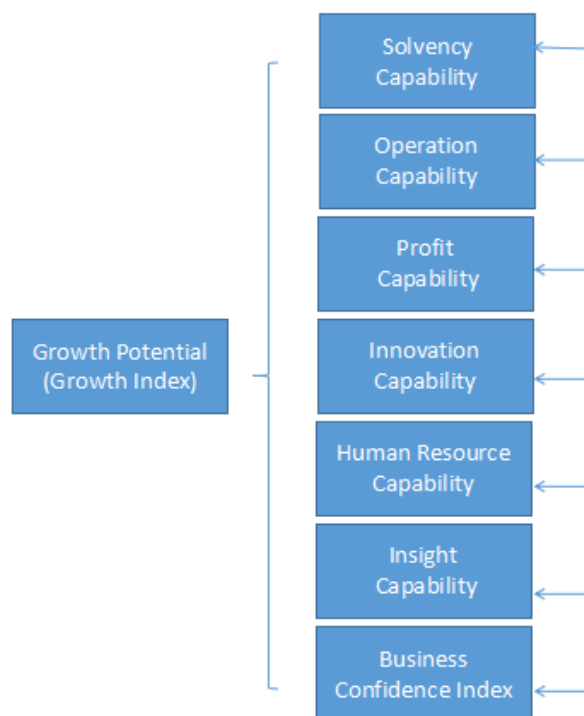 Solvency
Capability
Operation
Capability
Profit
Capability
Growth Potential
(Growth Index)
Innovation
Capability
Human Resource
Capability
Insight
Capability
Business
Confidence Index